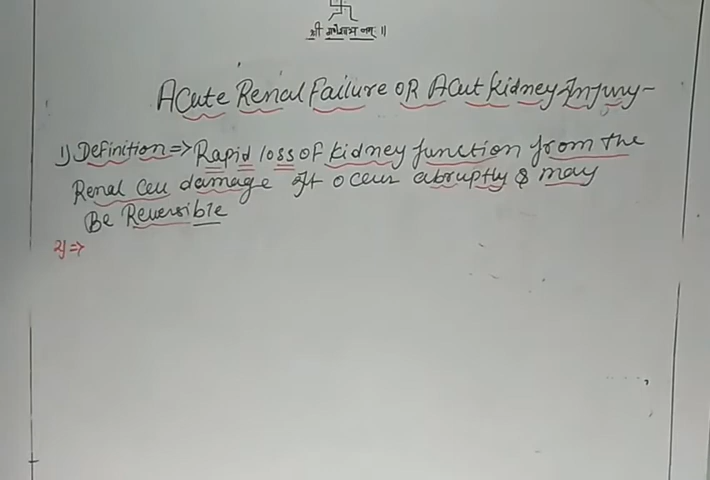 श्री गणेशाय नमः ॥
Acute Renal Failure OR Acut Kidney Injury-
1) Definition => Rapid loss of kidney function from the
Renal Cell damage It occur abruptly & may
Be Reversible
2) =>